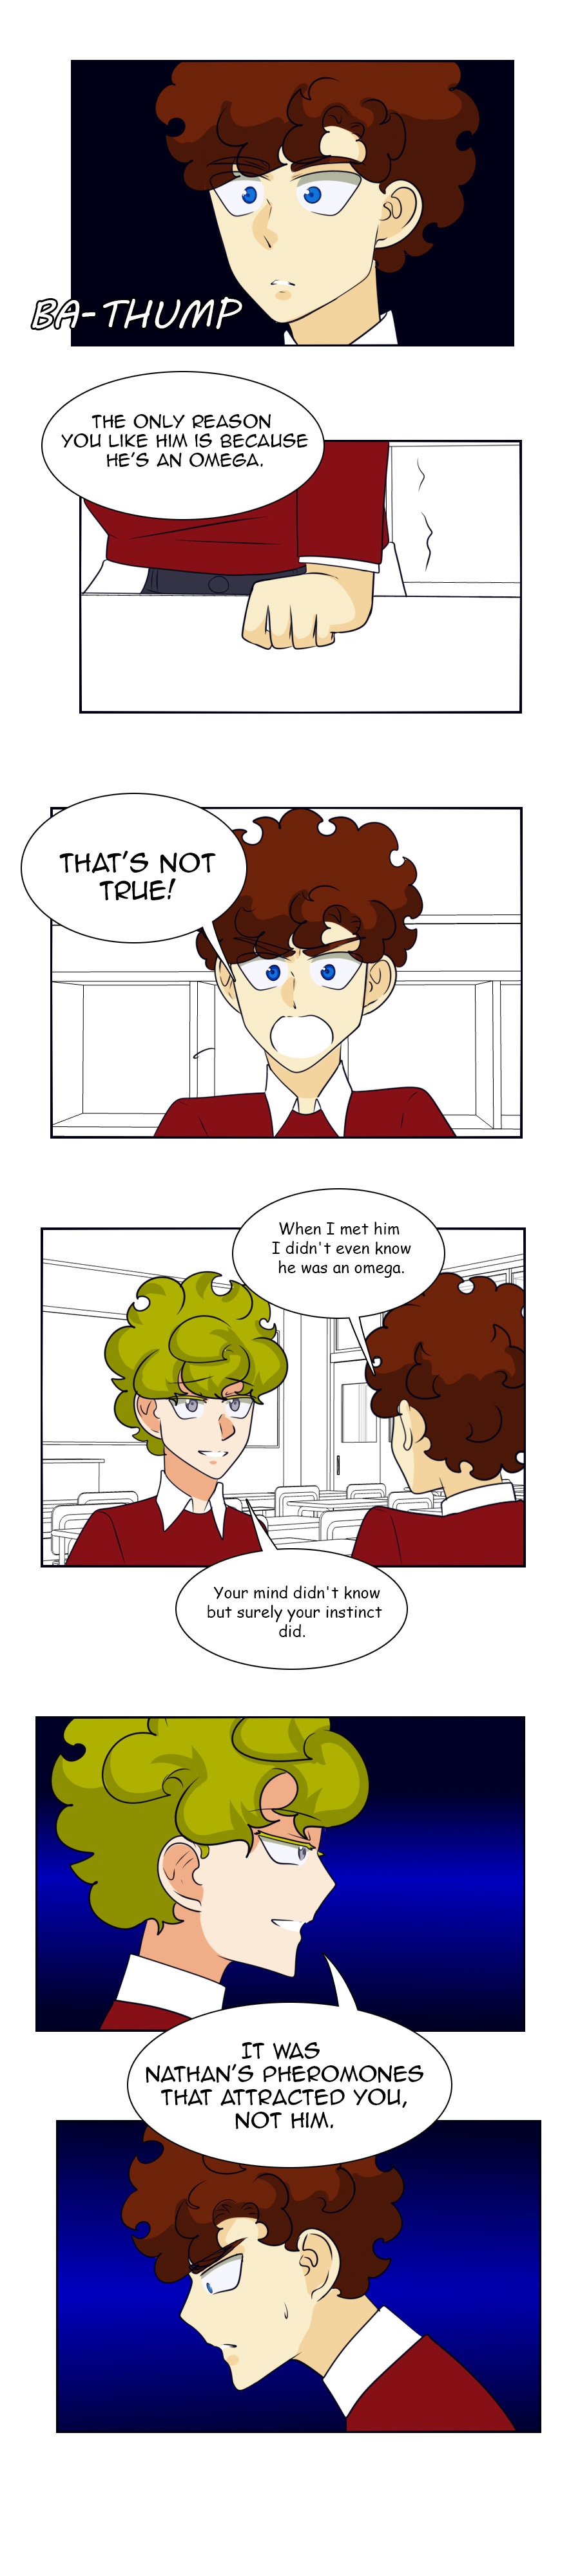 BA-THUMP
THE ONLY REASON
YOU LIKE HIM IS BECAUSE
HE'S AN OMEGA.
THAT'S NOT
TRUE!
When I met him
I didn't even know
he was an omega.
Your mind didn't know
but surely your instinct
did.
IT WAS
NATHAN'S PHEROMONES
THAT ATTRACTED YOU,
NOT HIM.